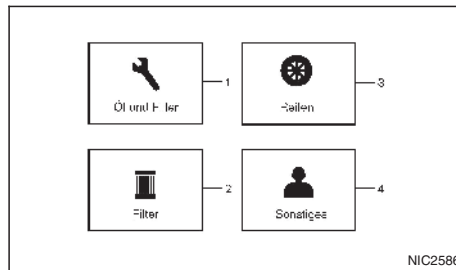 Öl und Filter
1
Reifen
3
Filter
2
Sonstiges
4
NIC2586